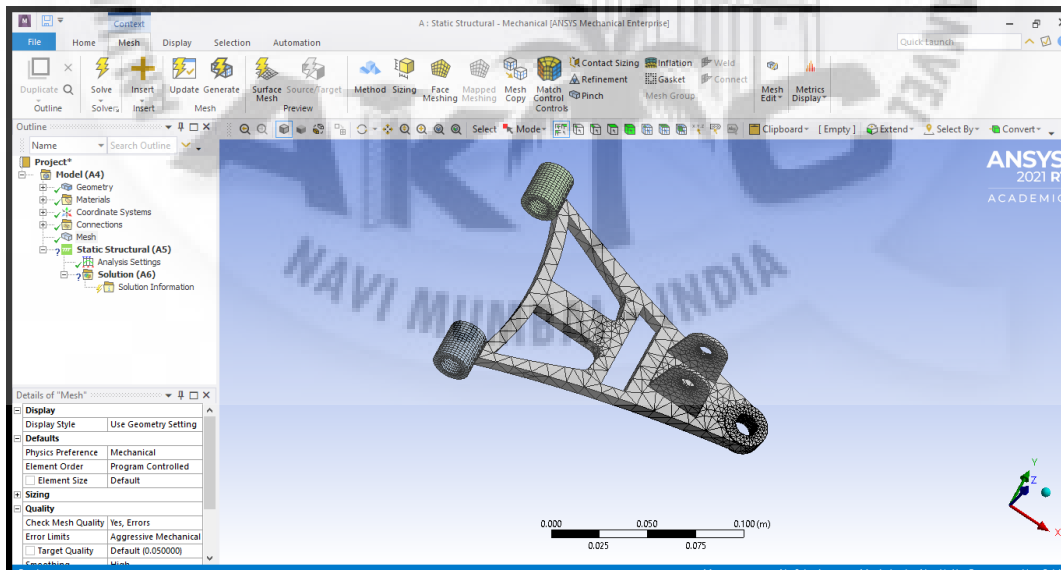 Context
A : Static Structural - Mechanical [ANSYS Mechanical Enterprise]
File Home Mesh Display Selection Automation
Quick Launch
Duplicate
Outline
Solve
Solvers
Insert
Insert
Update Generate
Mesh
Surface Mesh
Source/Target
Preview
Method Sizing
Face Meshing
Mapped Meshing
Mesh Copy
Match Control
Controls
Contact Sizing
Refinement
Pinch
Inflation
Gasket
Mesh Group
Weld
Connect
Mesh Edit
Metrics Display
Outline
Name Search Outline
Select Mode Clipboard [ Empty ] Extend Select By Convert
Project*
Model (A4)
Geometry
Materials
Coordinate Systems
Connections
Mesh
Static Structural (A5)
Analysis Settings
Solution (A6)
Solution Information
ANSYS
2021 R
ACADEMIC
NAVI MUMBAI INDIA
Details of "Mesh"
Display
Display Style Use Geometry Setting
Defaults
Physics Preference Mechanical
Element Order Program Controlled
Element Size Default
Sizing
Quality
Check Mesh Quality Yes, Errors
Error Limits Aggressive Mechanical
Target Quality Default (0.050000)
Smoothing High
0.000 0.050 0.100 (m)
0.025 0.075
Y
Z
X